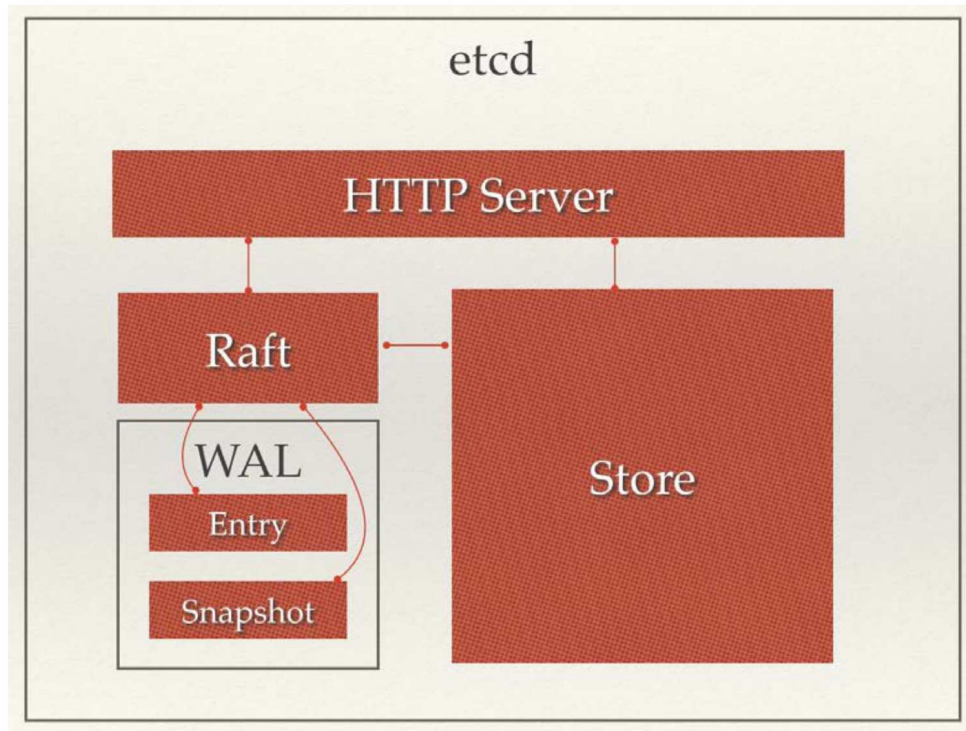 etcd
HTTP Server
Raft
WAL
Entry
Snapshot
Store